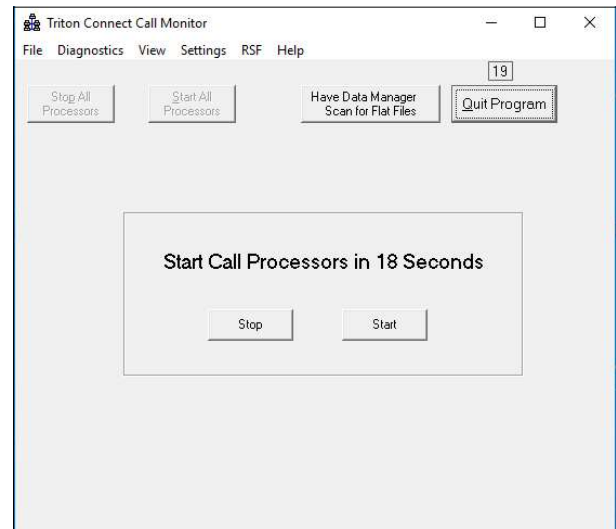 Triton Connect Call Monitor
File Diagnostics View Settings RSF Help
19
Stop All
Processors
Start All
Processors
Have Data Manager
Scan for Flat Files
Quit Program
Start Call Processors in 18 Seconds
Stop
Start